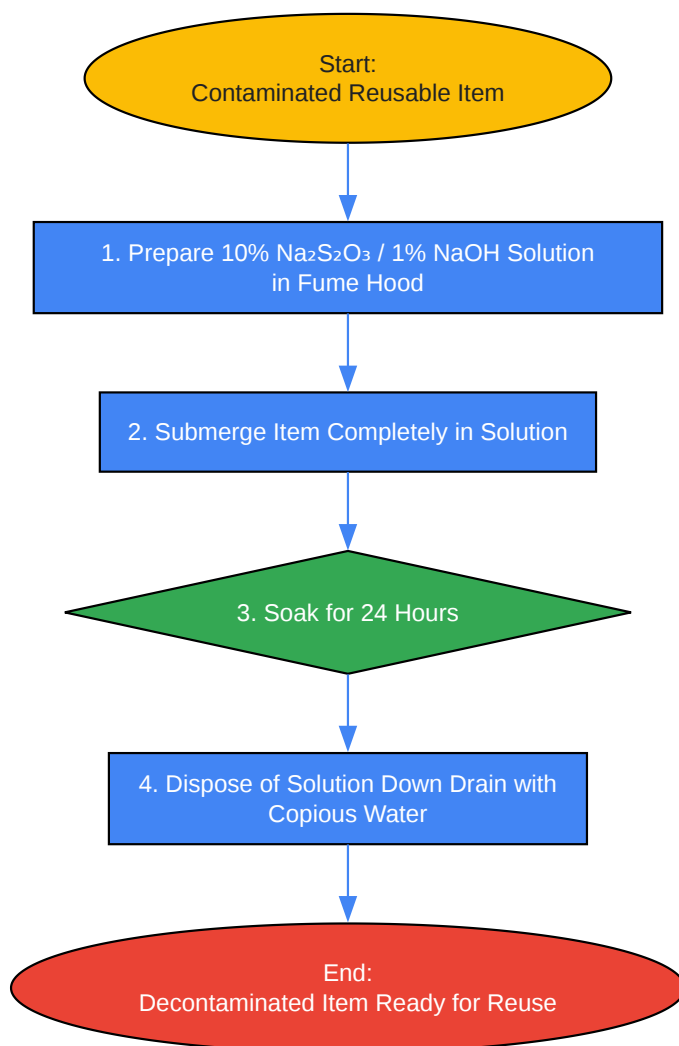 Start:
Contaminated Reusable Item
1. Prepare 10% Na₂S₂O₃ / 1% NaOH Solution
in Fume Hood
2. Submerge Item Completely in Solution
3. Soak for 24 Hours
4. Dispose of Solution Down Drain with
Copious Water
End:
Decontaminated Item Ready for Reuse